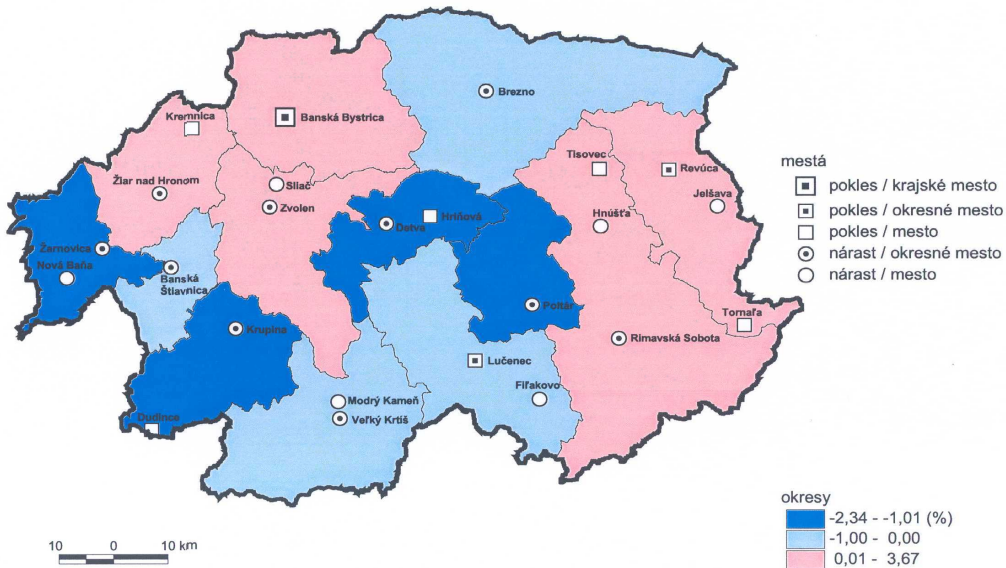 Brezno
Kremnica
Banská Bystrica
Tisovec
Revúca
Žiar nad Hronom
Sliač
Jelšava
Zvolen
Hriňová
Hnúšťa
Detva
Žarnovica
Nová Baňa
Banská
Štiavnica
Poltár
Tornaľa
Krupina
Rimavská Sobota
Lučenec
Fiľakovo
Modrý Kameň
Dudince
Veľký Krtíš
mestá
pokles / krajské mesto
pokles / okresné mesto
pokles / mesto
nárast / okresné mesto
nárast / mesto
okresy
-2,34 - -1,01 (%)
-1,00 - 0,00
0,01 - 3,67
10 0 10 km